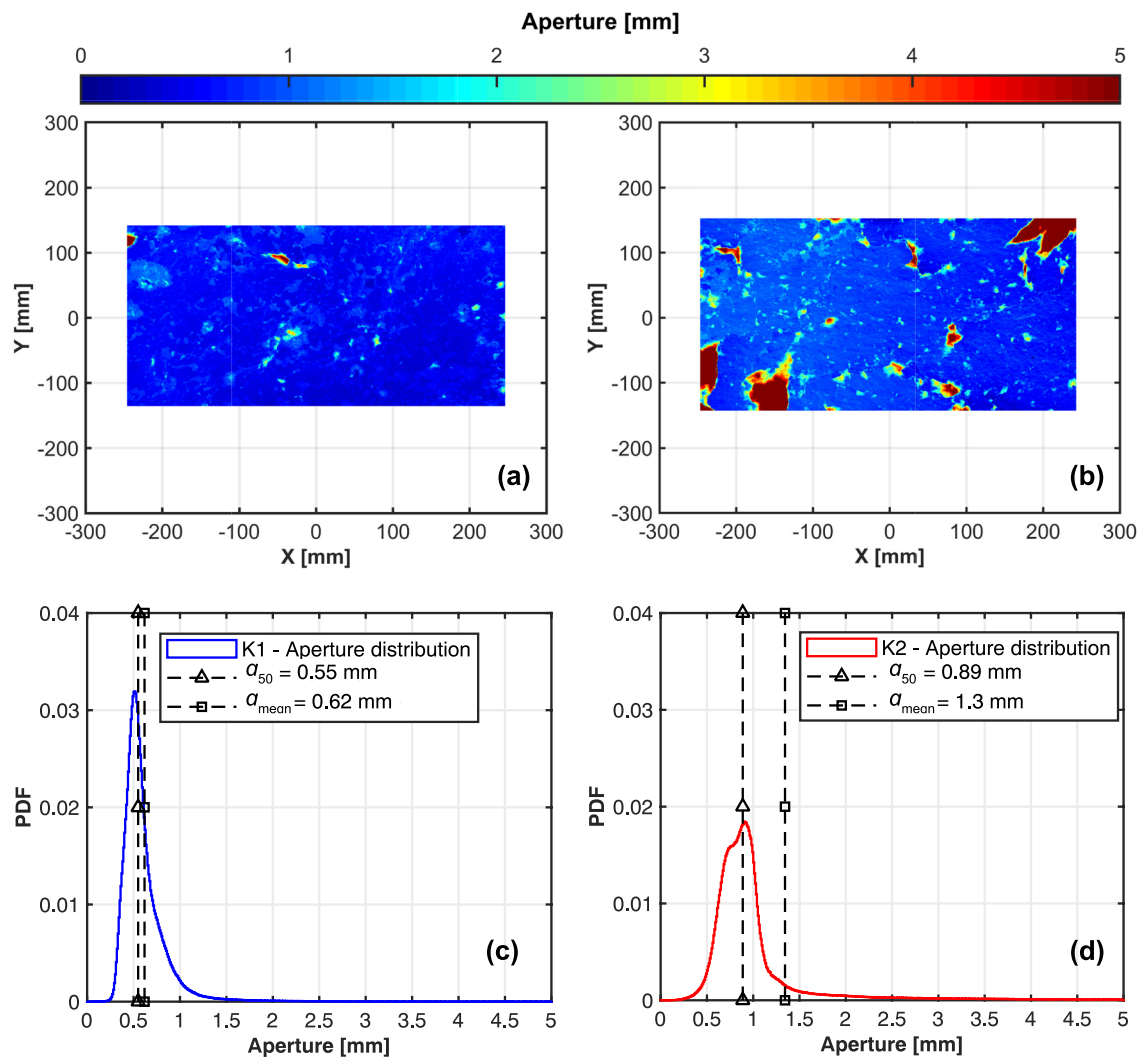 Aperture [mm]
0 1 2 3 4 5
300 300
200 200
100 100
0 0
-100 -100
-200 -200
-300 -300
Y [mm] Y [mm]
(a) (b)
-300 -200 -100 0 100 200 300 -300 -200 -100 0 100 200 300
X [mm] X [mm]
0.04 0.04
K1 - Aperture distribution K2 - Aperture distribution
a50 = 0.55 mm a50 = 0.89 mm
amean = 0.62 mm amean = 1.3 mm
0.03 0.03
0.02 0.02
PDF PDF
0.01 0.01
(c) (d)
0 0
0 0.5 1 1.5 2 2.5 3 3.5 4 4.5 5 0 0.5 1 1.5 2 2.5 3 3.5 4 4.5 5
Aperture [mm] Aperture [mm]